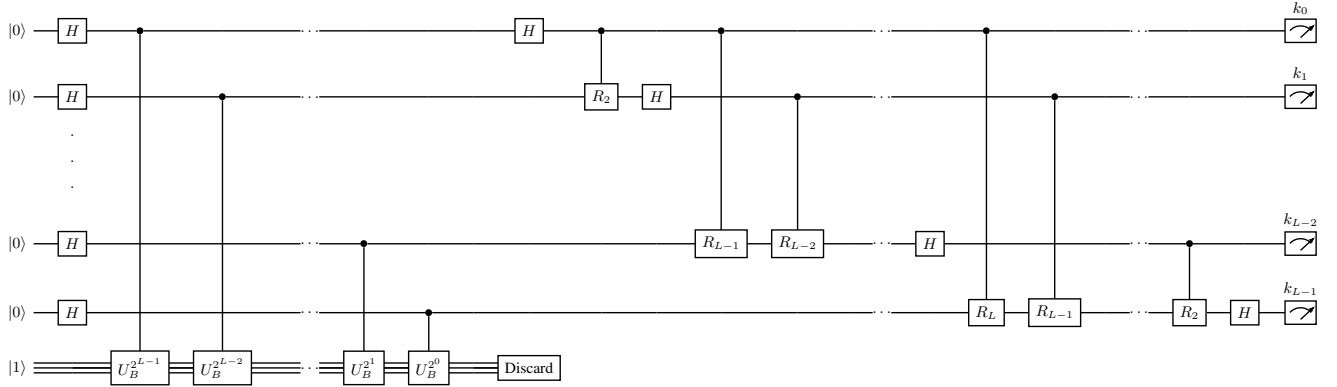 k_0
|0⟩ H ... H ...
k_1
|0⟩ H ... R_2 H ... ...
.
.
.
k_{L−2}
|0⟩ H ... R_{L−1} R_{L−2} ... H ...
k_{L−1}
|0⟩ H ... ... R_L R_{L−1} ... R_2 H
|1⟩ U_B^{2^{L−1}} U_B^{2^{L−2}} ... U_B^{2^1} U_B^{2^0} Discard